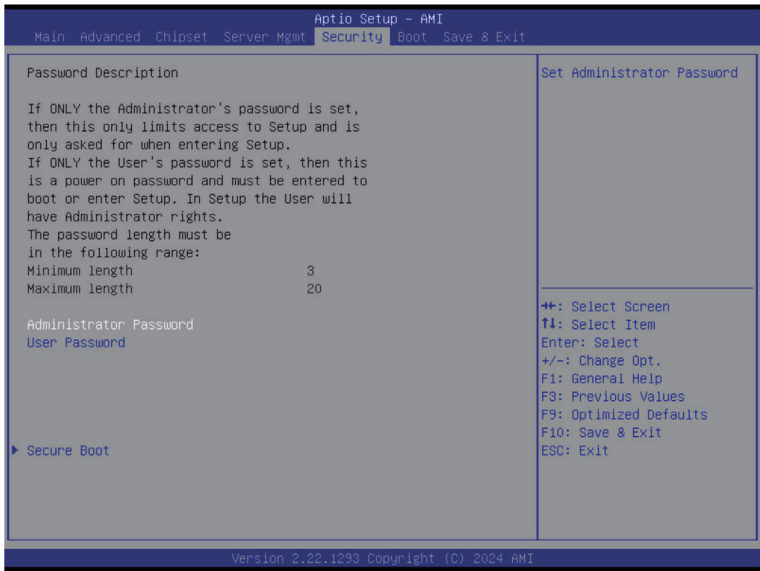 Aptio Setup – AMI
Main Advanced Chipset Server Mgmt Security Boot Save & Exit
Password Description
If ONLY the Administrator's password is set,
then this only limits access to Setup and is
only asked for when entering Setup.
If ONLY the User's password is set, then this
is a power on password and must be entered to
boot or enter Setup. In Setup the User will
have Administrator rights.
The password length must be
in the following range:
Minimum length 3
Maximum length 20
Administrator Password
User Password
Secure Boot
Set Administrator Password
→←: Select Screen
↑↓: Select Item
Enter: Select
+/-: Change Opt.
F1: General Help
F3: Previous Values
F9: Optimized Defaults
F10: Save & Exit
ESC: Exit
Version 2.22.1293 Copyright (C) 2024 AMI